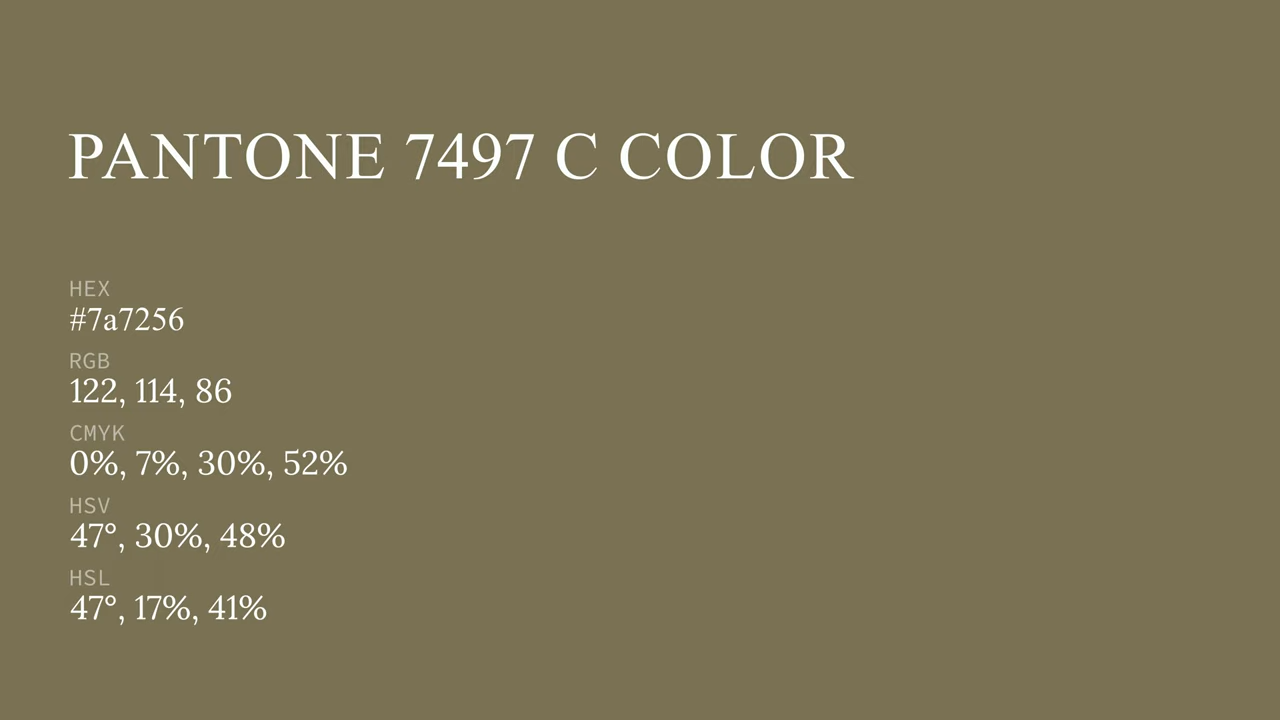 PANTONE 7497 C COLOR
HEX
#7a7256
RGB
122, 114, 86
CMYK
0%, 7%, 30%, 52%
HSV
47°, 30%, 48%
HSL
47°, 17%, 41%